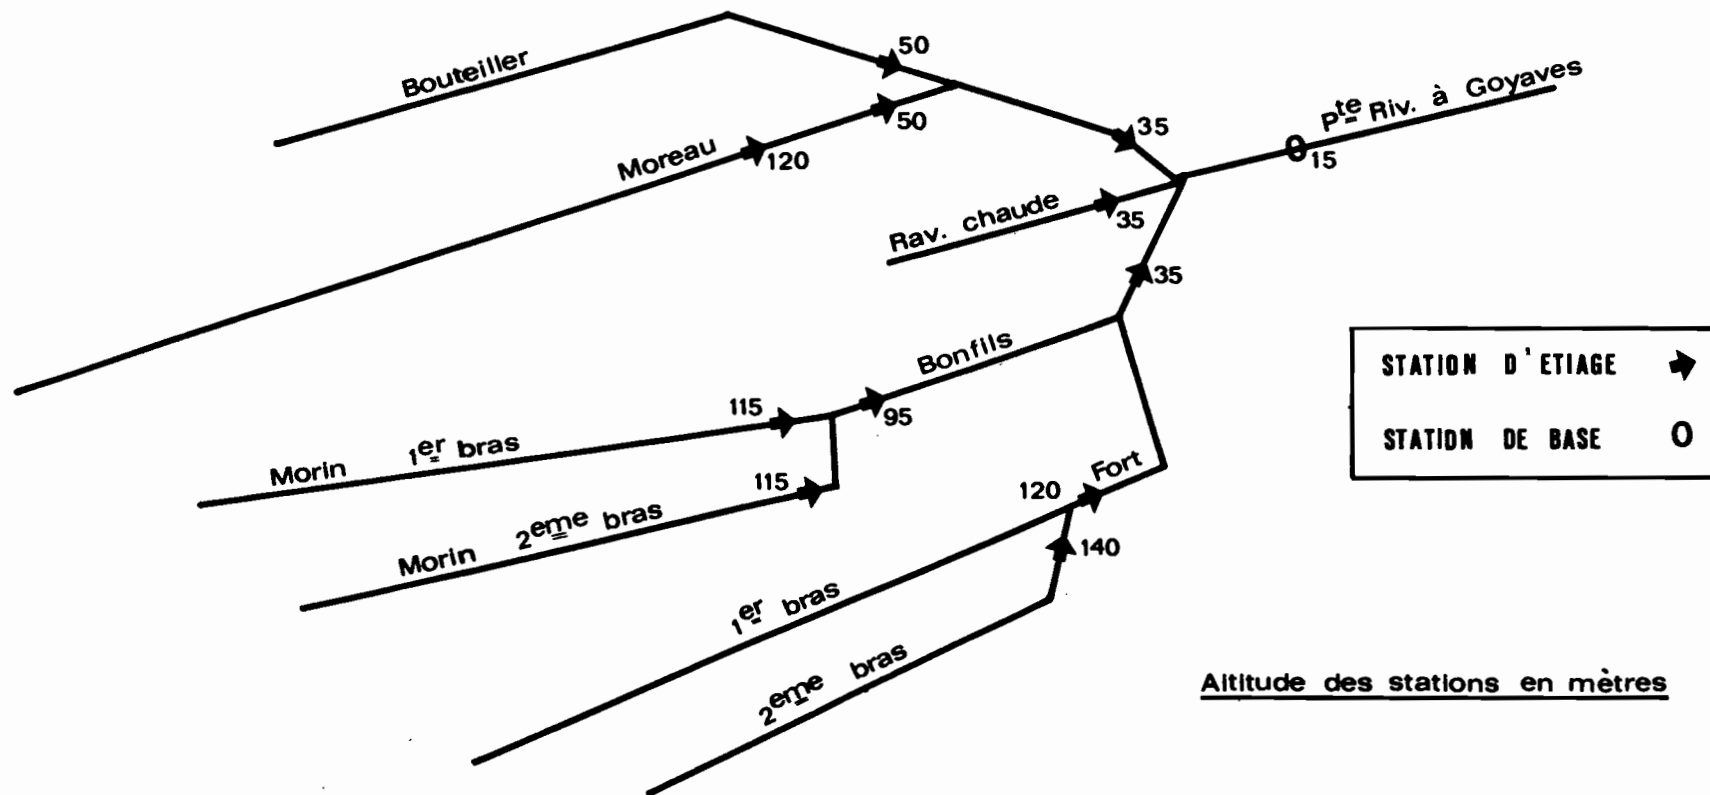 Bouteiller
50
Moreau
120
50
35
Pte Riv. à Goyaves
15
Rav. chaude
35
35
Bonfils
95
Morin 1er bras
115
Morin 2eme bras
115
Fort
120
140
1er bras
2eme bras
STATION D'ETIAGE
STATION DE BASE
Altitude des stations en mètres